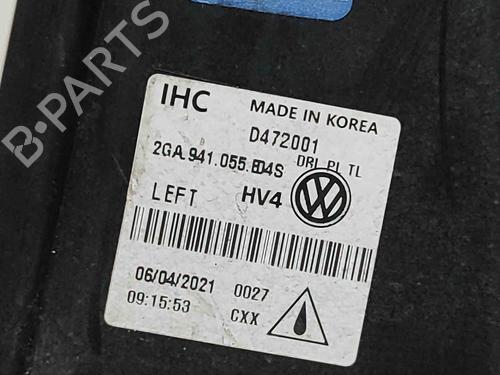 B-PARTS
IHC
MADE IN KOREA
D472001
DRL PL TL
2GA.941.055.E04S
LEFT HV4
06/04/2021 0027
09:15:53 CXX